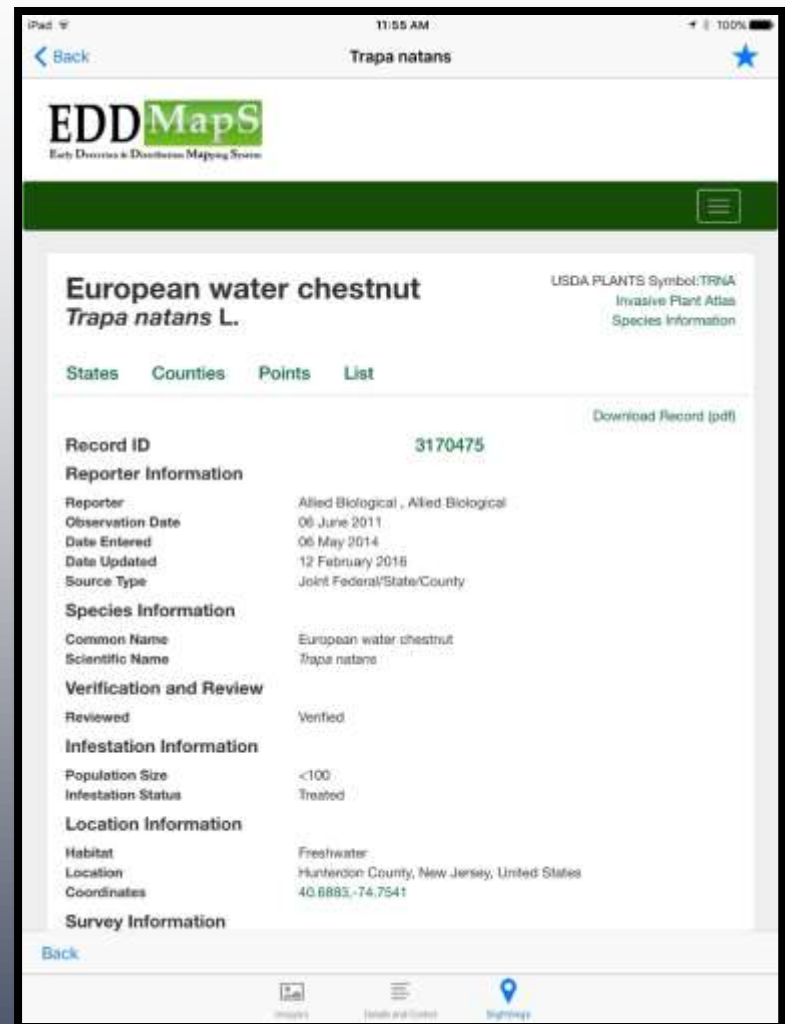 iPad 11:55 AM 100%
Back Trapa natans
EDDMapS
Early Detection & Distribution Mapping System
European water chestnut
Trapa natans L.
USDA PLANTS Symbol:TRNA
Invasive Plant Atlas
Species Information
States Counties Points List
Download Record (pdf)
Record ID 3170475
Reporter Information
Reporter Allied Biological , Allied Biological
Observation Date 06 June 2011
Date Entered 06 May 2014
Date Updated 12 February 2016
Source Type Joint Federal/State/County
Species Information
Common Name European water chestnut
Scientific Name Trapa natans
Verification and Review
Reviewed Verified
Infestation Information
Population Size <100
Infestation Status Treated
Location Information
Habitat Freshwater
Location Hunterdon County, New Jersey, United States
Coordinates 40.6883,-74.7541
Survey Information
Back
Images Details and Control Sightings